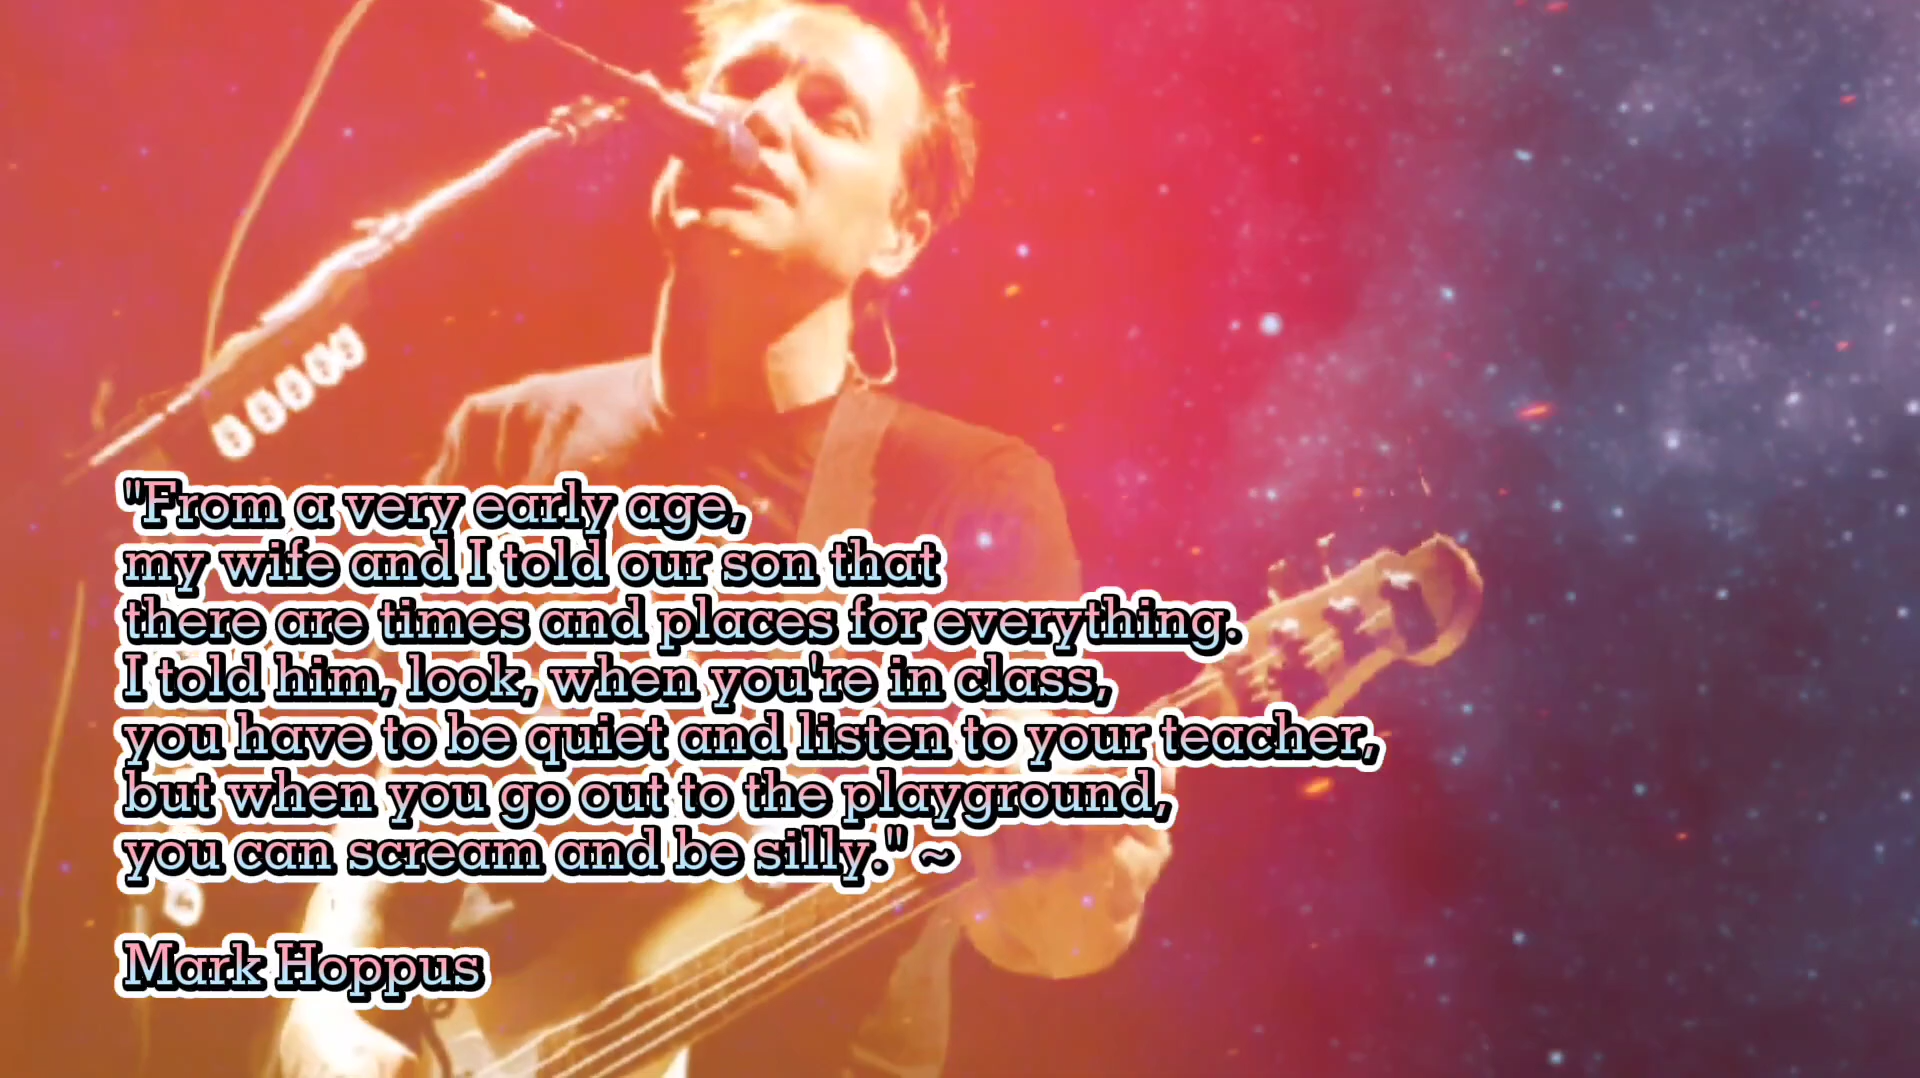 "From a very early age,
my wife and I told our son that
there are times and places for everything.
I told him, look, when you're in class,
you have to be quiet and listen to your teacher,
but when you go out to the playground,
you can scream and be silly." ~
Mark Hoppus